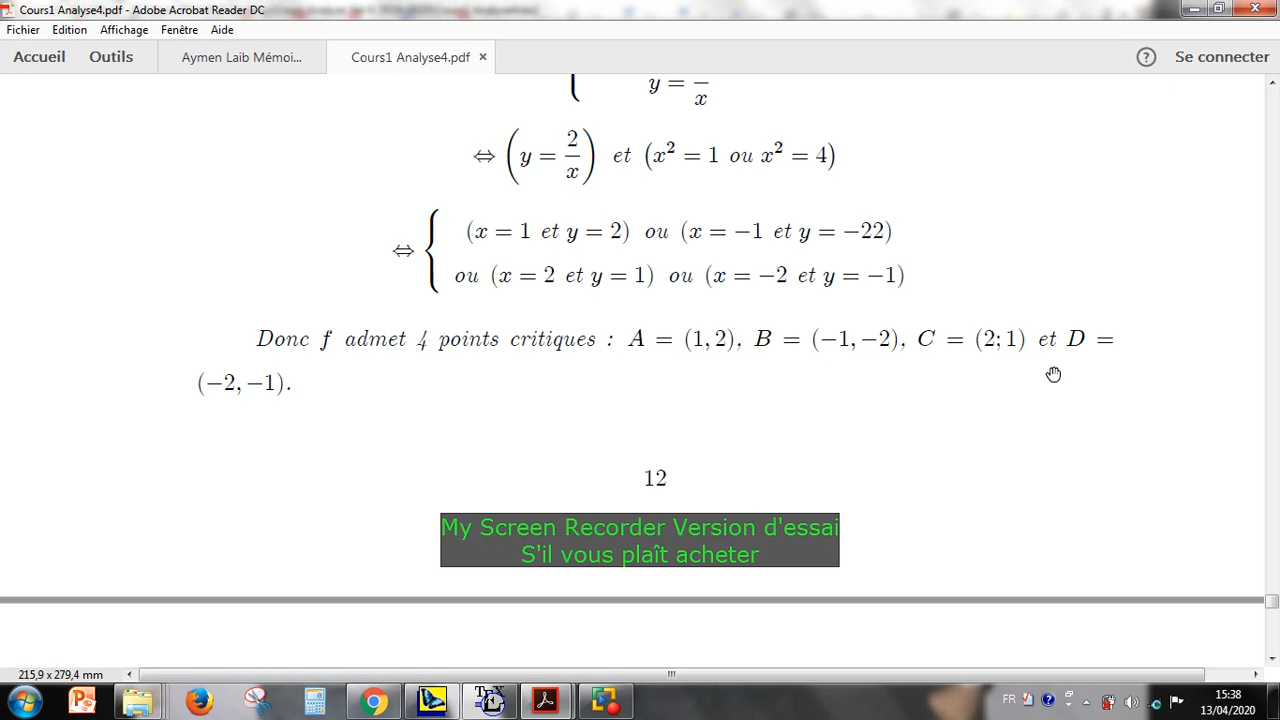 Cours1 Analyse4.pdf - Adobe Acrobat Reader DC
Fichier Edition Affichage Fenêtre Aide
Accueil Outils Aymen Laib Mémoi... Cours1 Analyse4.pdf × ? Se connecter
{ y = — / x
⇔ (y = 2/x) et (x² = 1 ou x² = 4)
⇔ { (x = 1 et y = 2) ou (x = −1 et y = −22)
ou (x = 2 et y = 1) ou (x = −2 et y = −1)
Donc f admet 4 points critiques : A = (1, 2), B = (−1, −2), C = (2; 1) et D =
(−2, −1).
12
My Screen Recorder Version d'essai
S'il vous plaît acheter
215,9 x 279,4 mm
FR 15:38
13/04/2020